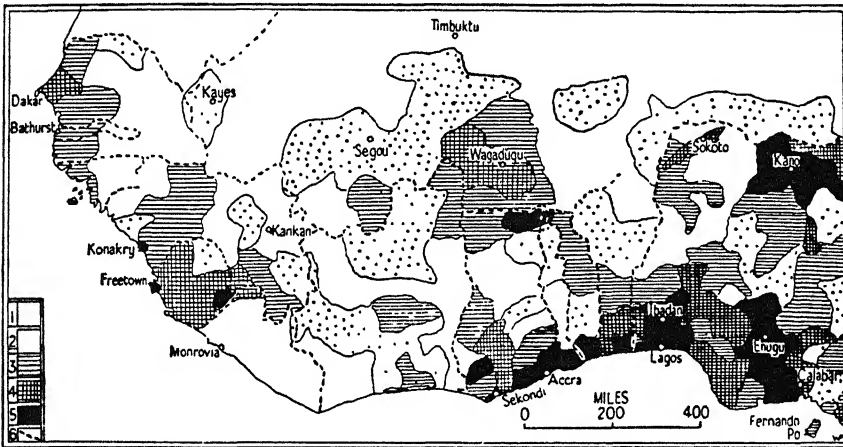 Timbuktu
Dakar
Kayes
Bathurst
Segou
Wagadugu
Sokoto
Kano
Kankan
Konakry
Freetown
Ibadan
Enugu
Monrovia
Lagos
Calabar
Accra
Sekondi
MILES
0 200 400
Fernando
Po
1
2
3
4
5
6